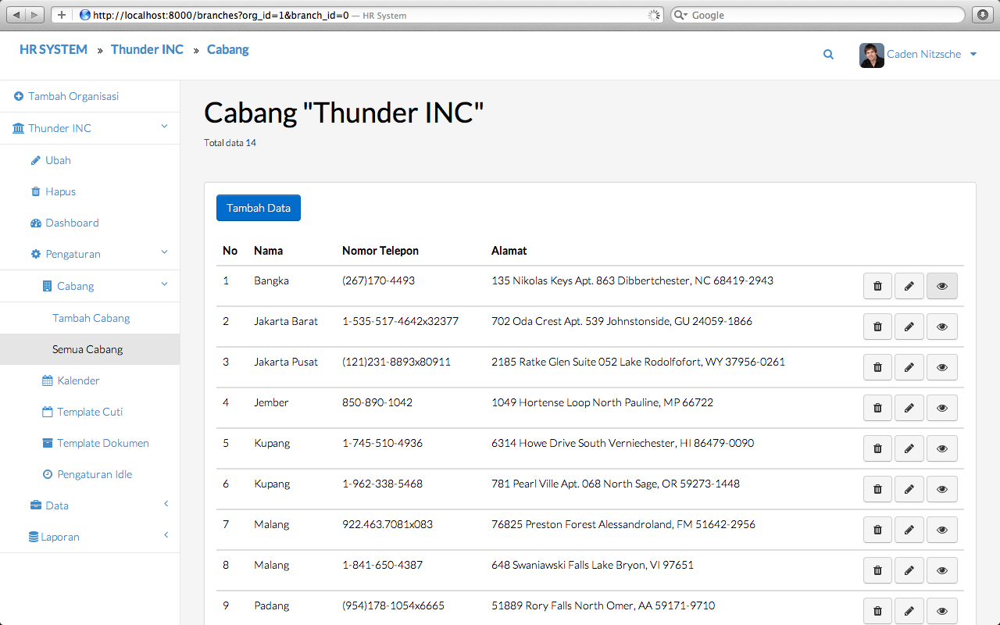 http://localhost:8000/branches?org_id=1&branch_id=0 — HR System
Google
HR SYSTEM » Thunder INC » Cabang
Caden Nitzsche
Tambah Organisasi
Thunder INC
Ubah
Hapus
Dashboard
Pengaturan
Cabang
Tambah Cabang
Semua Cabang
Kalender
Template Cuti
Template Dokumen
Pengaturan Idle
Data
Laporan
Cabang "Thunder INC"
Total data 14
Tambah Data
No Nama Nomor Telepon Alamat
1 Bangka (267)170-4493 135 Nikolas Keys Apt. 863 Dibbertchester, NC 68419-2943
2 Jakarta Barat 1-535-517-4642x32377 702 Oda Crest Apt. 539 Johnstonside, GU 24059-1866
3 Jakarta Pusat (121)231-8893x80911 2185 Ratke Glen Suite 052 Lake Rodolfofort, WY 37956-0261
4 Jember 850-890-1042 1049 Hortense Loop North Pauline, MP 66722
5 Kupang 1-745-510-4936 6314 Howe Drive South Verniechester, HI 86479-0090
6 Kupang 1-962-338-5468 781 Pearl Ville Apt. 068 North Sage, OR 59273-1448
7 Malang 922.463.7081x083 76825 Preston Forest Alessandroland, FM 51642-2956
8 Malang 1-841-650-4387 648 Swaniawski Falls Lake Bryon, VI 97651
9 Padang (954)178-1054x6665 51889 Rory Falls North Omer, AA 59171-9710